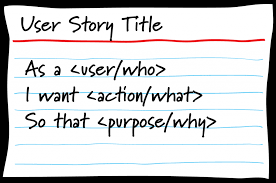 User Story Title
As a <user/who>
I want <action/what>
So that <purpose/why>